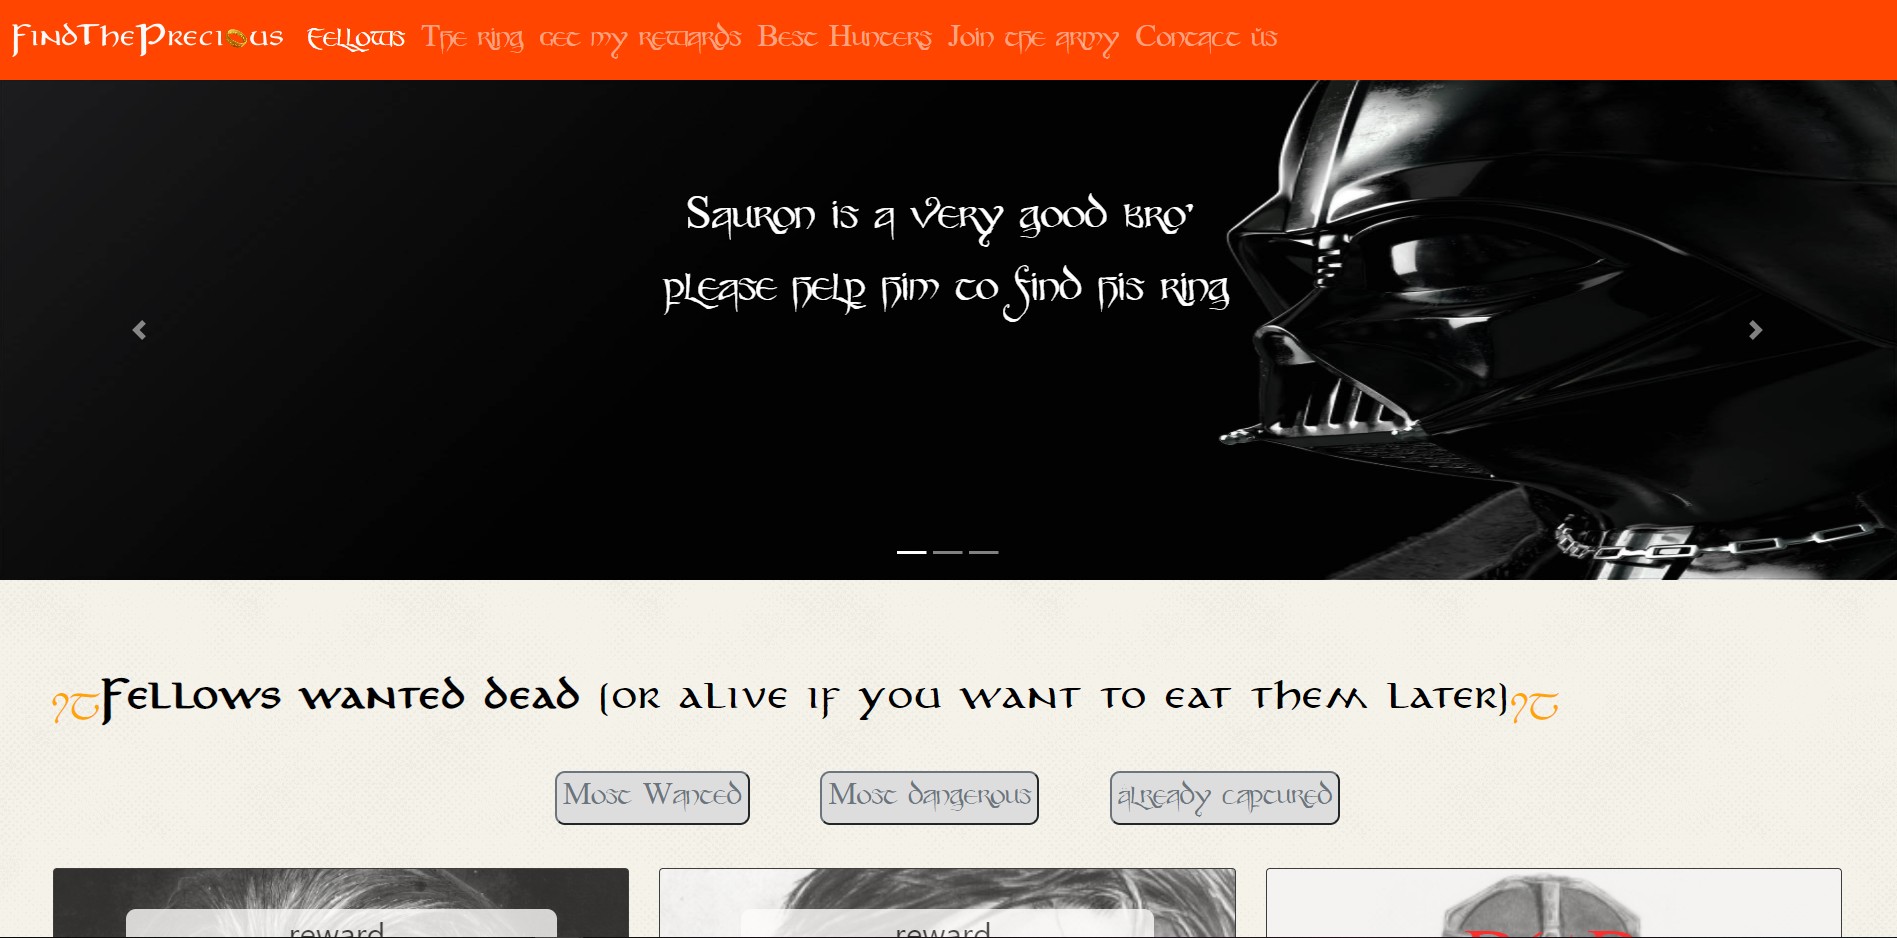 FindThePrecious Fellows The ring get my rewards Best Hunters Join the army Contact us
Sauron is a very good bro'
please help him to find his ring
Fellows wanted dead (or alive if you want to eat them later)
Most Wanted Most dangerous already captured
reward reward